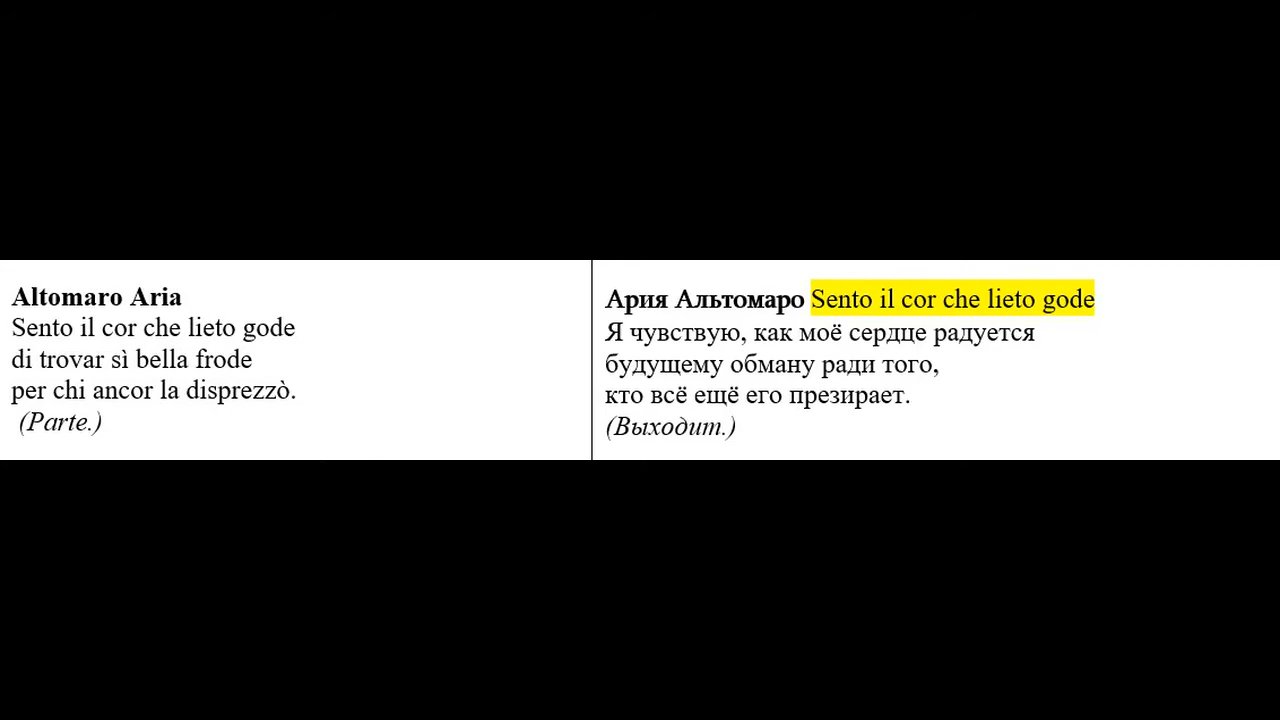 Altomaro Aria
Sento il cor che lieto gode
di trovar sì bella frode
per chi ancor la disprezzò.
(Parte.)
Ария Альтомаро Sento il cor che lieto gode
Я чувствую, как моё сердце радуется
будущему обману ради того,
кто всё ещё его презирает.
(Выходит.)